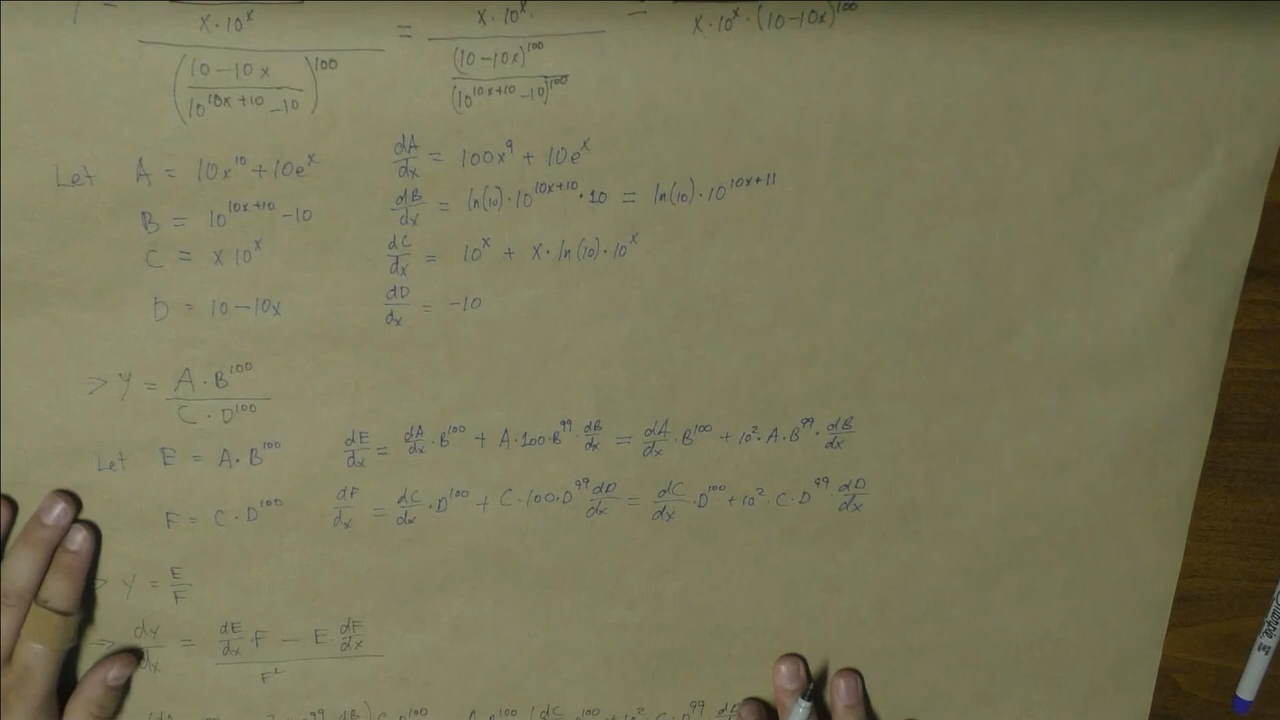 x·10^x / ((10-10x)/(10^(10x+10)-10))^100 = x·10^x / ((10-10x)^100/(10^(10x+10)-10)^100) = x·10^x·(10-10x)^100
Let A = 10x^10 + 10e^x dA/dx = 100x^9 + 10e^x
B = 10^(10x+10) -10 dB/dx = ln(10)·10^(10x+10)·10 = ln(10)·10^(10x+11)
C = x10^x dC/dx = 10^x + x·ln(10)·10^x
D = 10-10x dD/dx = -10
> Y = A·B^100 / C·D^100
Let E = A·B^100 dE/dx = dA/dx·B^100 + A·100·B^99·dB/dx = dA/dx·B^100 + 10^2·A·B^99·dB/dx
F = C·D^100 dF/dx = dC/dx·D^100 + C·100·D^99 dD/dx = dC/dx·D^100 + 10^2·C·D^99·dD/dx
> Y = E/F
-> dy/dx = (dE/dx F - E dF/dx) / F^2